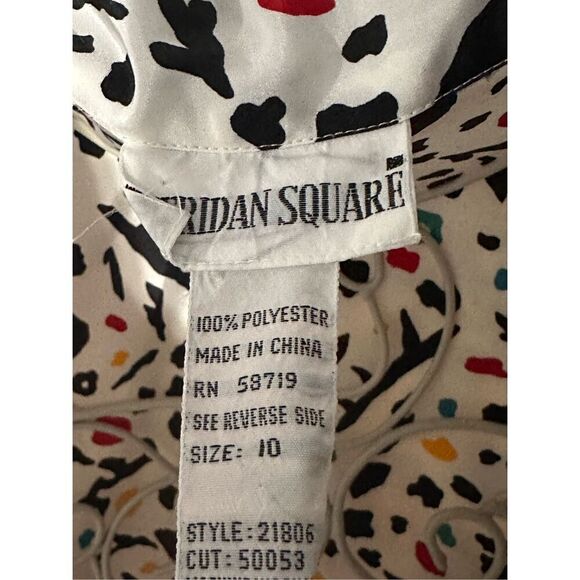 RIDAN SQUARE
100% POLYESTER
MADE IN CHINA
RN 58719
SEE REVERSE SIDE
SIZE: 10
STYLE:21806
CUT:50053